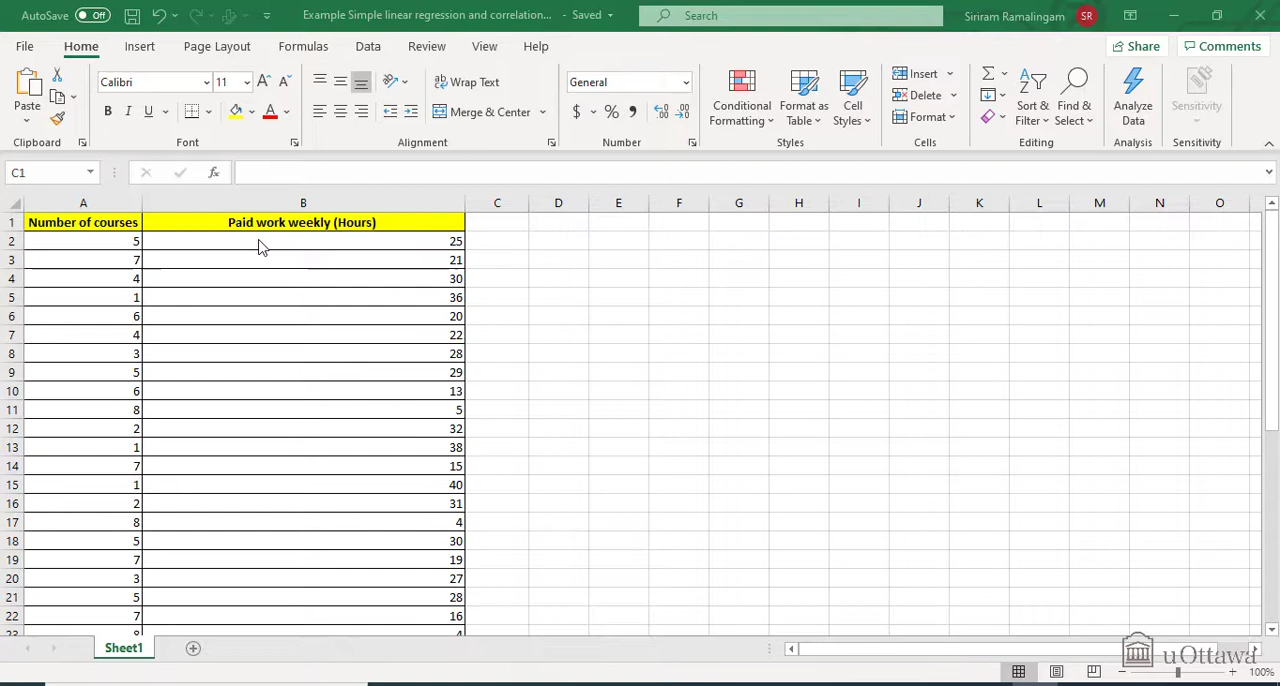 AutoSave Off Example Simple linear regression and correlation... - Saved Search Siriram Ramalingam SR
File Home Insert Page Layout Formulas Data Review View Help Share Comments
Paste Calibri 11 Wrap Text General Conditional Formatting Format as Table Cell Styles Insert Sort & Filter Find & Select Analyze Data Sensitivity
B I U Merge & Center $ % Delete
Format
Clipboard Font Alignment Number Styles Cells Editing Analysis Sensitivity
C1 fx
A B C D E F G H I J K L M N O
1 Number of courses Paid work weekly (Hours)
2 5 25
3 7 21
4 4 30
5 1 36
6 6 20
7 4 22
8 3 28
9 5 29
10 6 13
11 8 5
12 2 32
13 1 38
14 7 15
15 1 40
16 2 31
17 8 4
18 5 30
19 7 19
20 3 27
21 5 28
22 7 16
23 8 4
Sheet1
uOttawa
100%